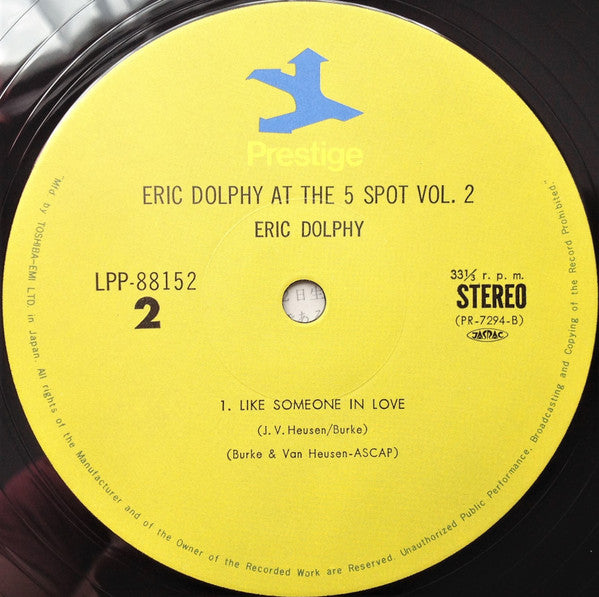 Prestige
ERIC DOLPHY AT THE 5 SPOT VOL. 2
ERIC DOLPHY
LPP-88152
2
33⅓ r. p. m.
STEREO
(PR-7294-B)
JASRAC
1. LIKE SOMEONE IN LOVE
(J. V. Heusen/Burke)
(Burke & Van Heusen-ASCAP)
"Mfd by TOSHIBA-EMI LTD. in Japan. All rights of the Manufacturer and of the Owner of the Recorded Work are Reserved. Unauthorized Public Performance, Broadcasting and Copying of the Record Prohibited."